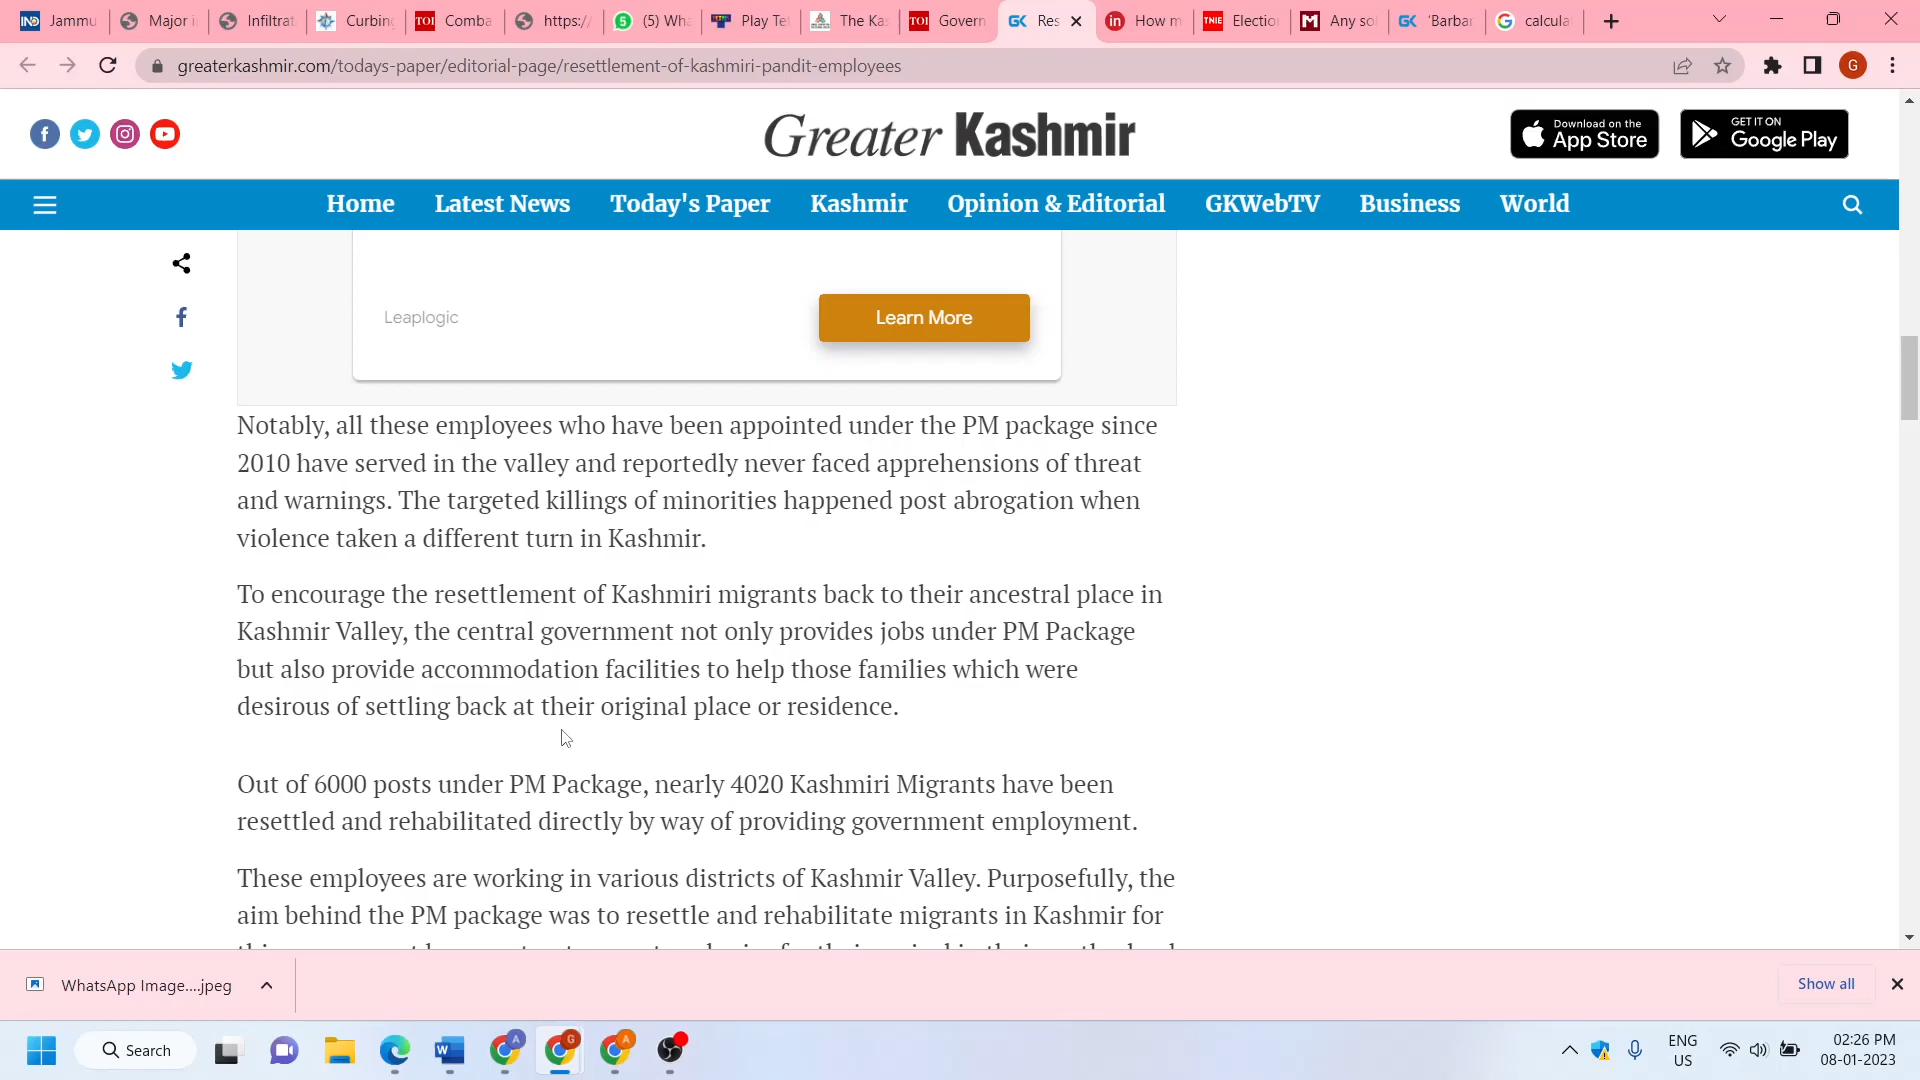 Jammu
Major i
Infiltrat
Curbing
TOI Comba
https:/
(5) Wha
Play Te
The Kas
TOI Govern
GK Res
in How m
TNIE Electio
M Any so
GK 'Barbar
calcula
greaterkashmir.com/todays-paper/editorial-page/resettlement-of-kashmiri-pandit-employees
G
Greater Kashmir
Download on the
App Store
GET IT ON
Google Play
Home Latest News Today's Paper Kashmir Opinion & Editorial GKWebTV Business World
Leaplogic
Learn More
Notably, all these employees who have been appointed under the PM package since
2010 have served in the valley and reportedly never faced apprehensions of threat
and warnings. The targeted killings of minorities happened post abrogation when
violence taken a different turn in Kashmir.
To encourage the resettlement of Kashmiri migrants back to their ancestral place in
Kashmir Valley, the central government not only provides jobs under PM Package
but also provide accommodation facilities to help those families which were
desirous of settling back at their original place or residence.
Out of 6000 posts under PM Package, nearly 4020 Kashmiri Migrants have been
resettled and rehabilitated directly by way of providing government employment.
These employees are working in various districts of Kashmir Valley. Purposefully, the
aim behind the PM package was to resettle and rehabilitate migrants in Kashmir for
WhatsApp Image....jpeg
Show all
Search
ENG
US
02:26 PM
08-01-2023